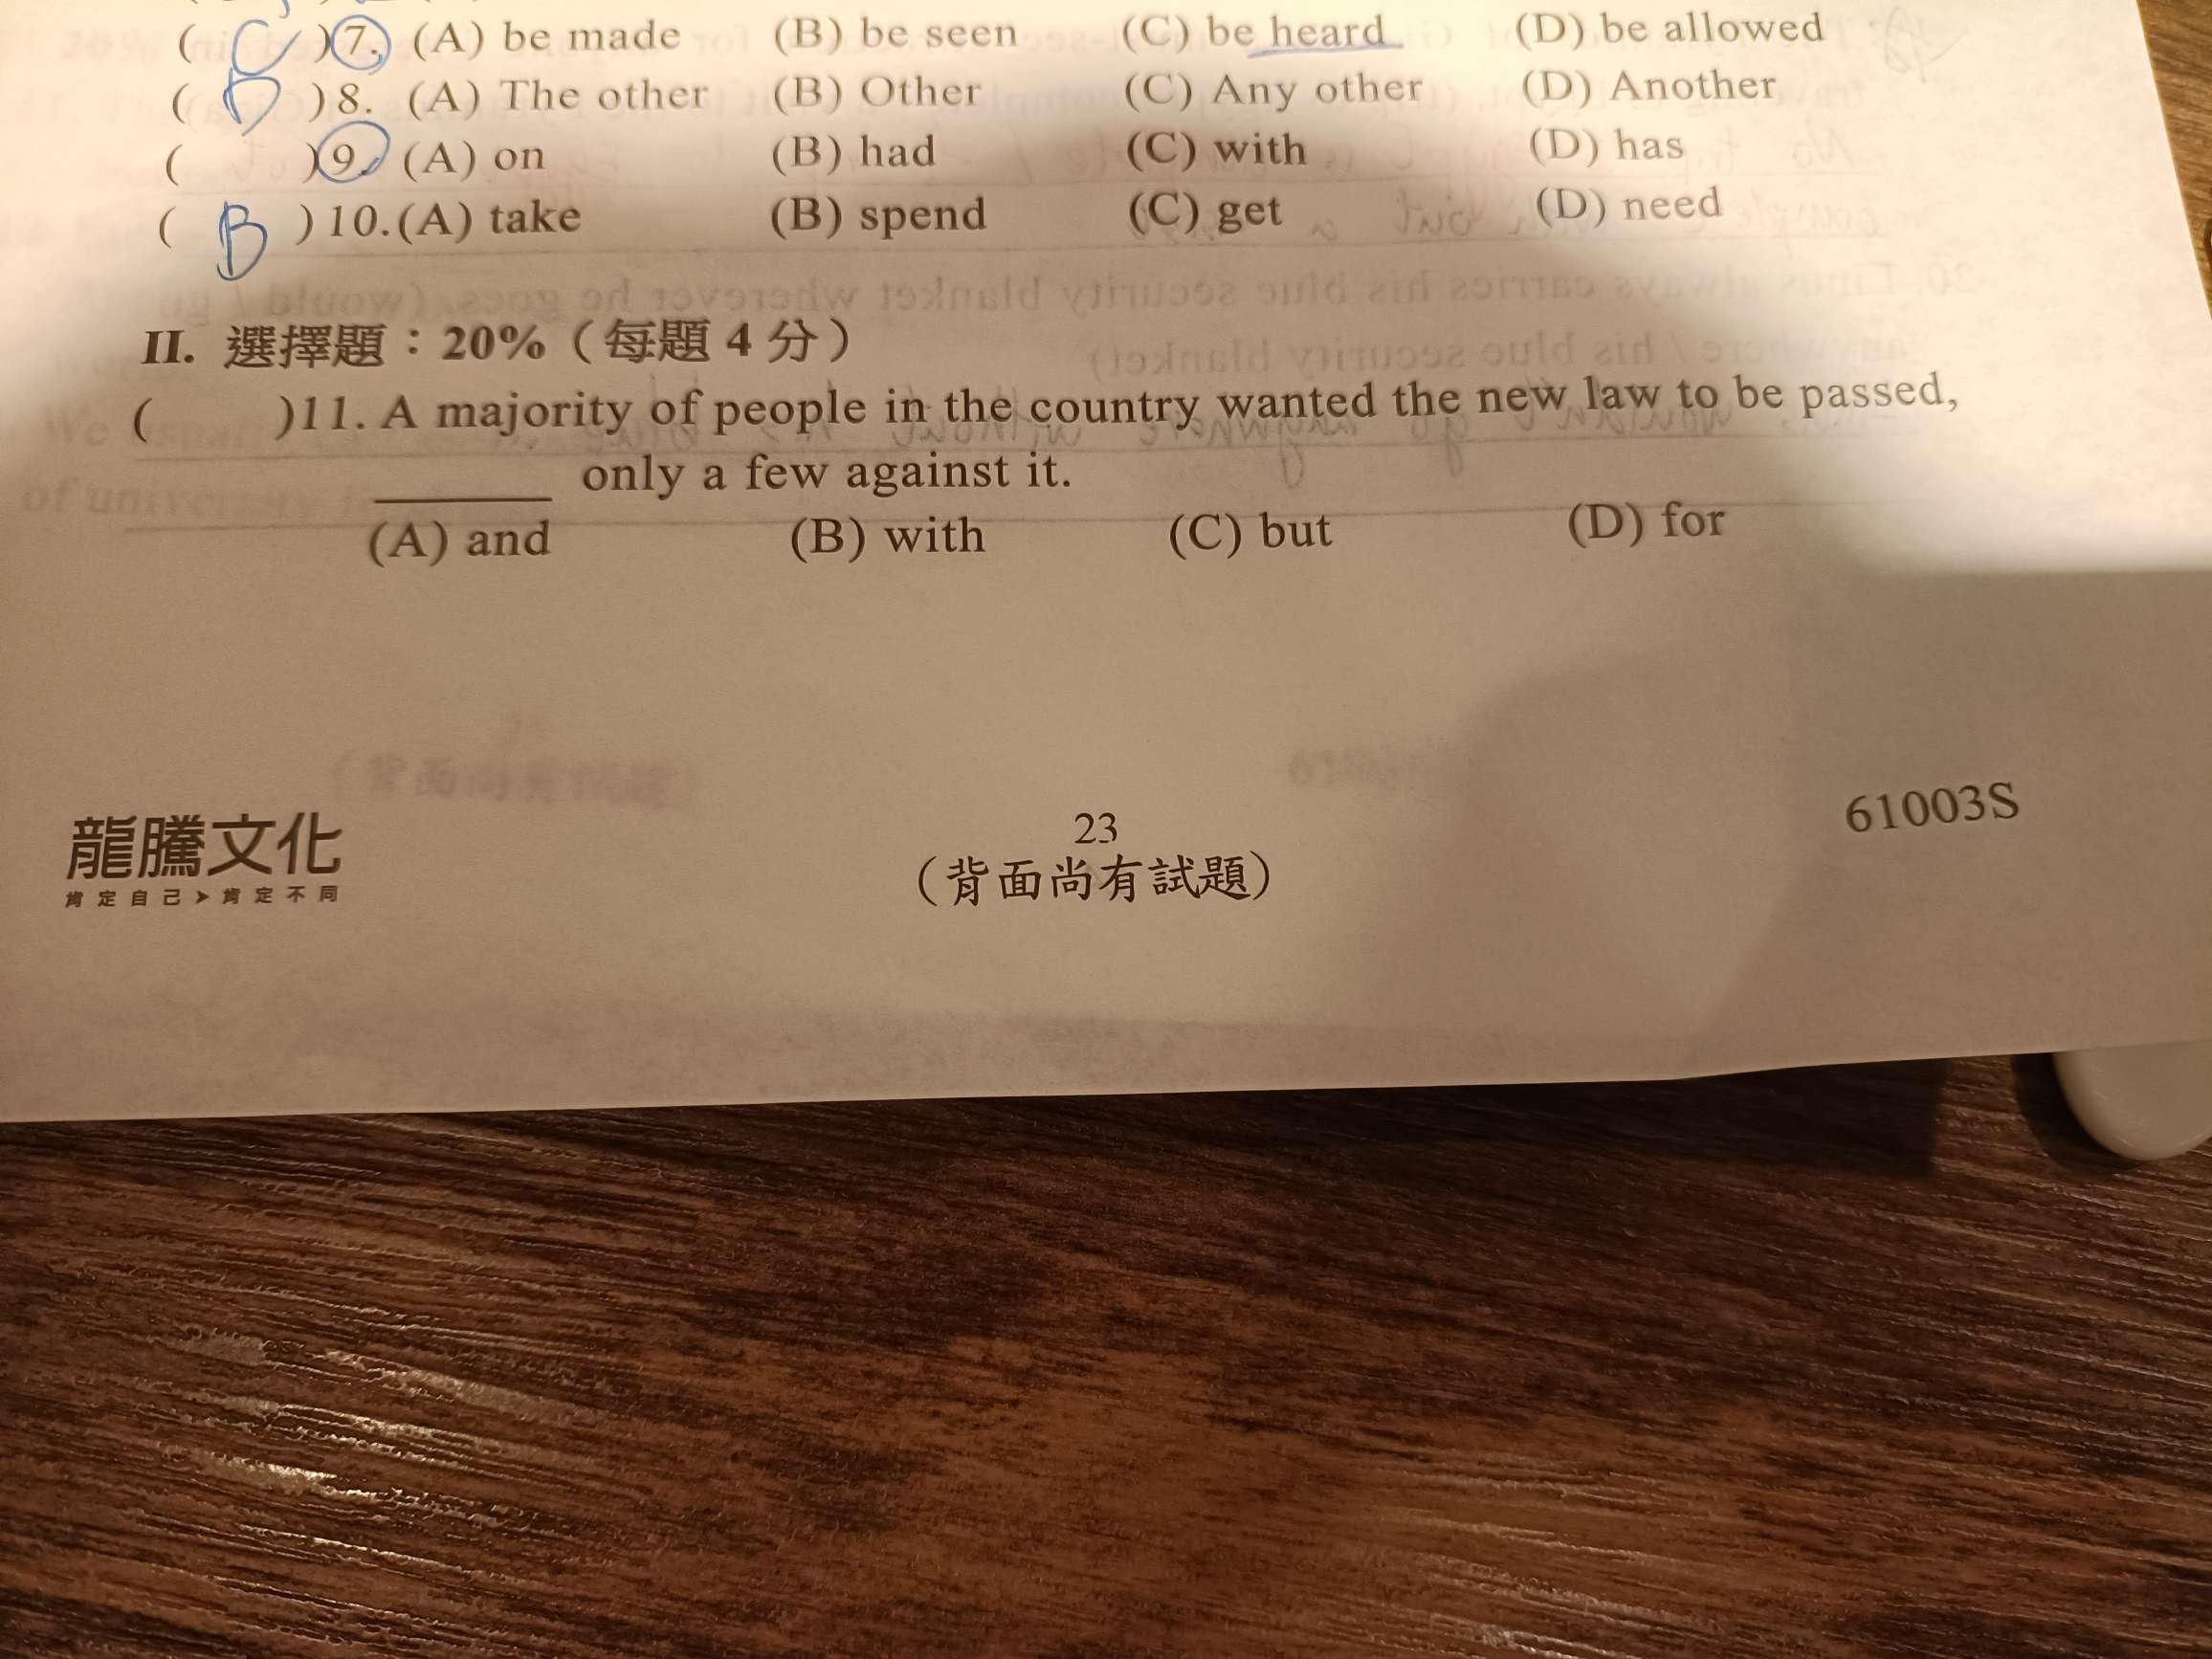 ( C )7. (A) be made (B) be seen (C) be heard (D) be allowed
( D )8. (A) The other (B) Other (C) Any other (D) Another
( )9. (A) on (B) had (C) with (D) has
( B )10.(A) take (B) spend (C) get (D) need
II. 選擇題：20%（每題 4 分）
( )11. A majority of people in the country wanted the new law to be passed,
______ only a few against it.
(A) and (B) with (C) but (D) for
龍騰文化
肯定自己➤肯定不同
23
（背面尚有試題）
61003S